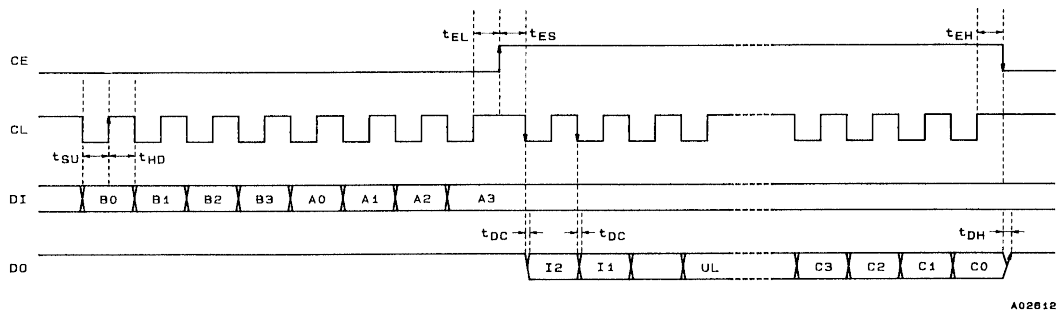 tEL tES tEH
CE
CL
tSU tHD
DI B0 B1 B2 B3 A0 A1 A2 A3
tDC tDC tDH
DO I2 I1 UL C3 C2 C1 C0
A02612